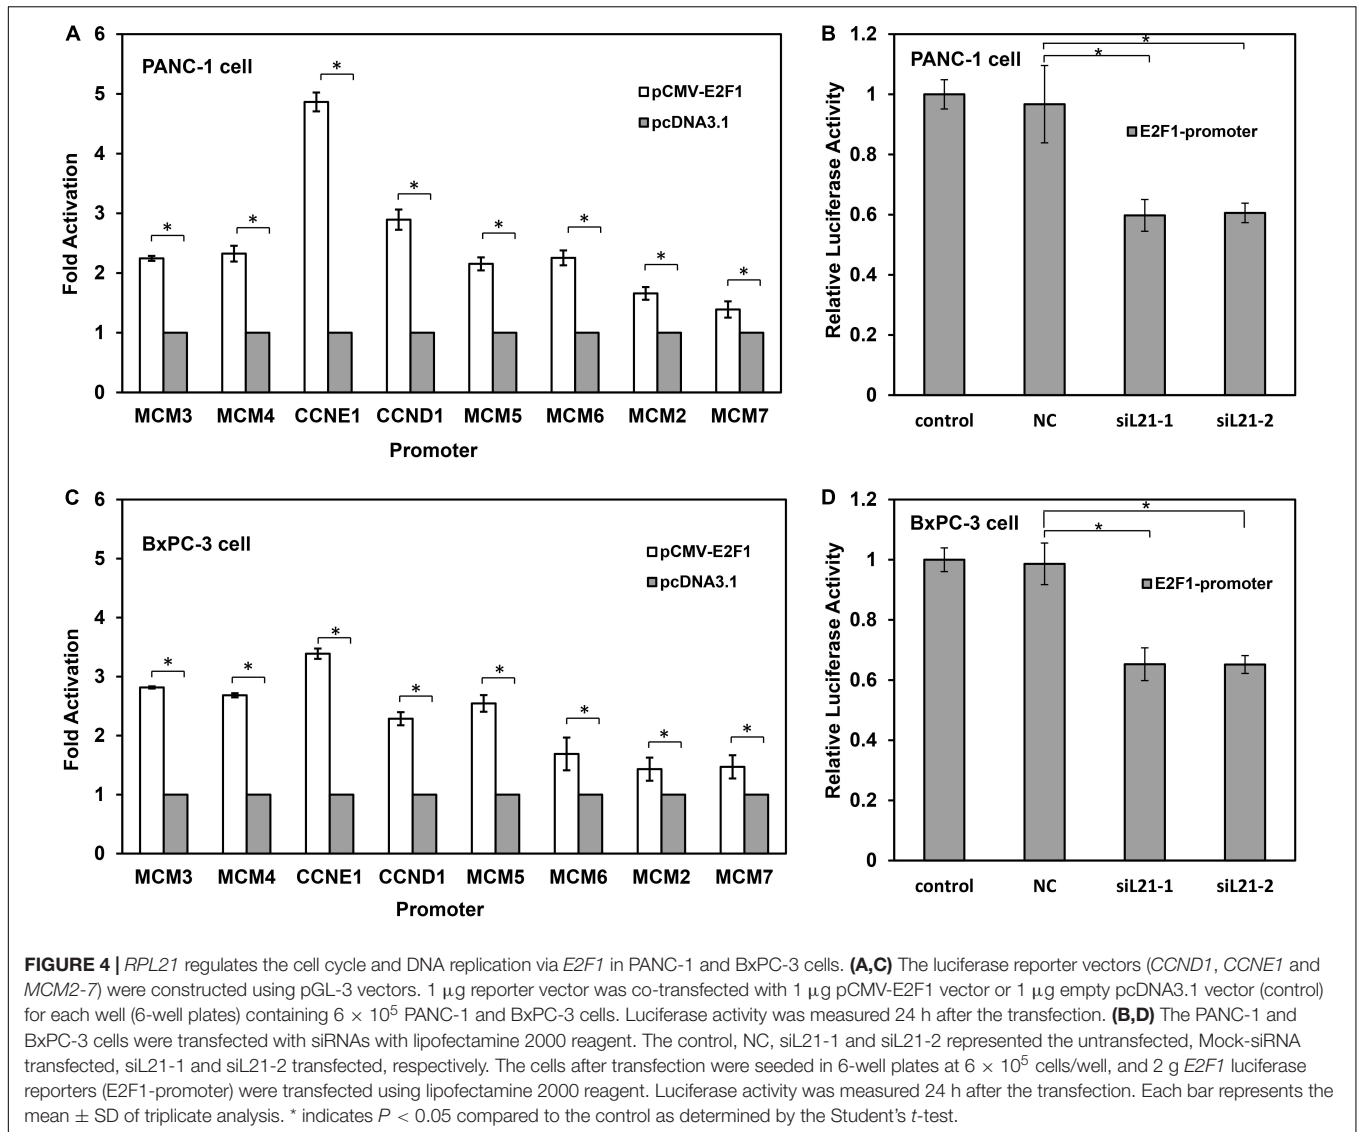 A
PANC-1 cell
pCMV-E2F1
pcDNA3.1
Fold Activation
6
5
4
3
2
1
0
*
*
*
*
*
*
*
*
MCM3 MCM4 CCNE1 CCND1 MCM5 MCM6 MCM2 MCM7
Promoter
B
PANC-1 cell
E2F1-promoter
Relative Luciferase Activity
1.2
1
0.8
0.6
0.4
0.2
0
*
*
control NC siL21-1 siL21-2
C
BxPC-3 cell
pCMV-E2F1
pcDNA3.1
Fold Activation
6
5
4
3
2
1
0
*
*
*
*
*
*
*
*
MCM3 MCM4 CCNE1 CCND1 MCM5 MCM6 MCM2 MCM7
Promoter
D
BxPC-3 cell
E2F1-promoter
Relative Luciferase Activity
1.2
1
0.8
0.6
0.4
0.2
0
*
*
control NC siL21-1 siL21-2
FIGURE 4 | RPL21 regulates the cell cycle and DNA replication via E2F1 in PANC-1 and BxPC-3 cells. (A,C) The luciferase reporter vectors (CCND1, CCNE1 and
MCM2-7) were constructed using pGL-3 vectors. 1 μg reporter vector was co-transfected with 1 μg pCMV-E2F1 vector or 1 μg empty pcDNA3.1 vector (control)
for each well (6-well plates) containing 6 × 10⁵ PANC-1 and BxPC-3 cells. Luciferase activity was measured 24 h after the transfection. (B,D) The PANC-1 and
BxPC-3 cells were transfected with siRNAs with lipofectamine 2000 reagent. The control, NC, siL21-1 and siL21-2 represented the untransfected, Mock-siRNA
transfected, siL21-1 and siL21-2 transfected, respectively. The cells after transfection were seeded in 6-well plates at 6 × 10⁵ cells/well, and 2 g E2F1 luciferase
reporters (E2F1-promoter) were transfected using lipofectamine 2000 reagent. Luciferase activity was measured 24 h after the transfection. Each bar represents the
mean ± SD of triplicate analysis. * indicates P < 0.05 compared to the control as determined by the Student's t-test.